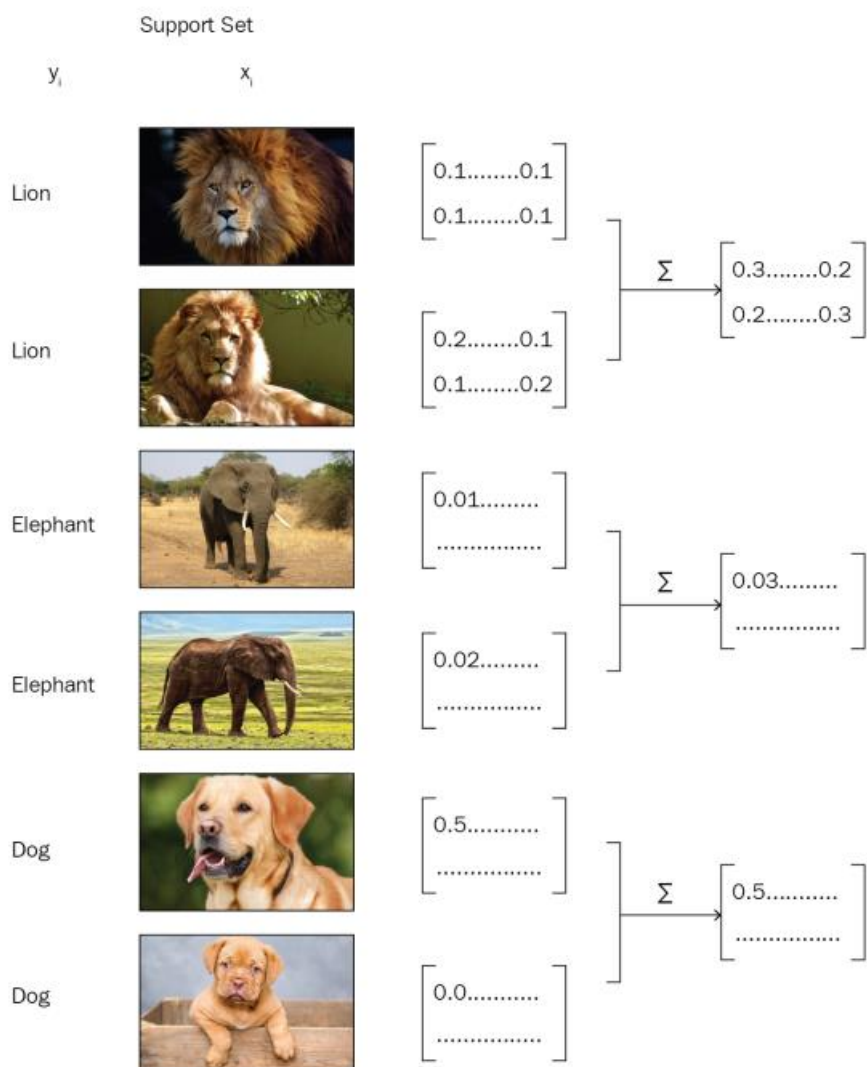 Support Set
yᵢ xᵢ
Lion
0.1........0.1
0.1........0.1
Σ
0.3........0.2
0.2........0.3
Lion
0.2........0.1
0.1........0.2
Elephant
0.01.........
................
Σ
0.03.........
................
Elephant
0.02.........
................
Dog
0.5...........
................
Σ
0.5...........
................
Dog
0.0...........
................